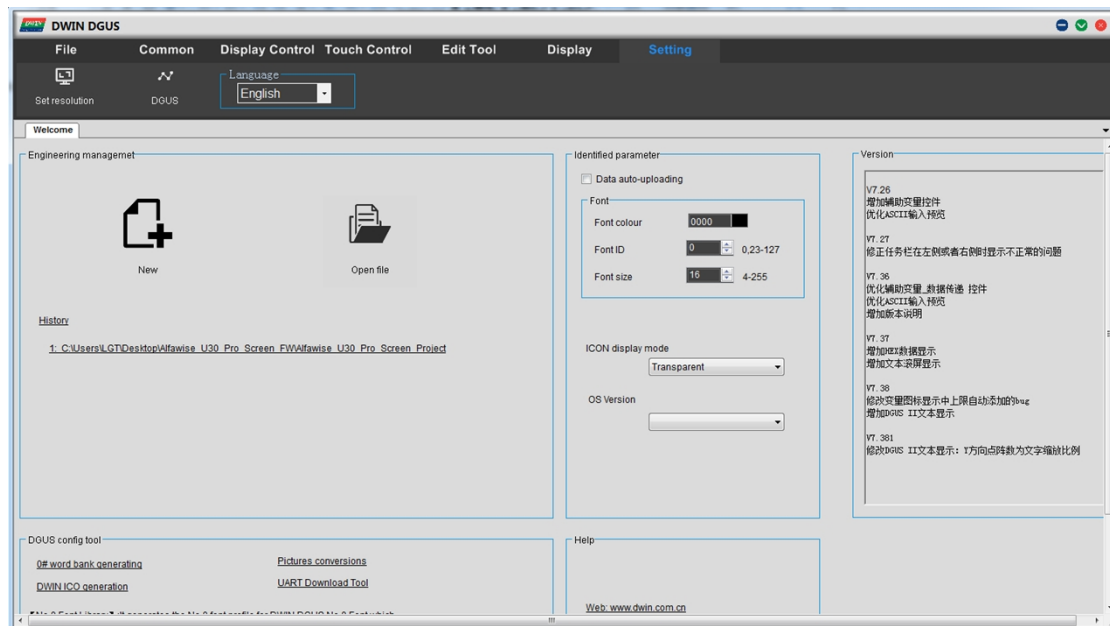 DWIN DGUS
File Common Display Control Touch Control Edit Tool Display Setting
Set resolution
DGUS
Language
English
Welcome
Engineering managemet
New
Open file
History
1: C:\Users\LGT\Desktop\Alfawise_U30_Pro_Screen_FW\Alfawise_U30_Pro_Screen_Project
Identified parameter
Data auto-uploading
Font
Font colour 0000
Font ID 0 0,23-127
Font size 16 4-255
ICON display mode
Transparent
OS Version
Version
V7.26
增加辅助变量控件
优化ASCII输入预览
V7.27
修正任务栏在左侧或者右侧时显示不正常的问题
V7.36
优化辅助变量_数据传递 控件
优化ASCII输入预览
增加版本说明
V7.37
增加HEX数据显示
增加文本滚屏显示
V7.38
修改变量图标显示中上限自动添加的bug
增加DGUS II文本显示
V7.381
修改DGUS II文本显示: Y方向点阵数为文字缩放比例
DGUS config tool
0# word bank generating
Pictures conversions
DWIN ICO generation
UART Download Tool
Help
Web: www.dwin.com.cn